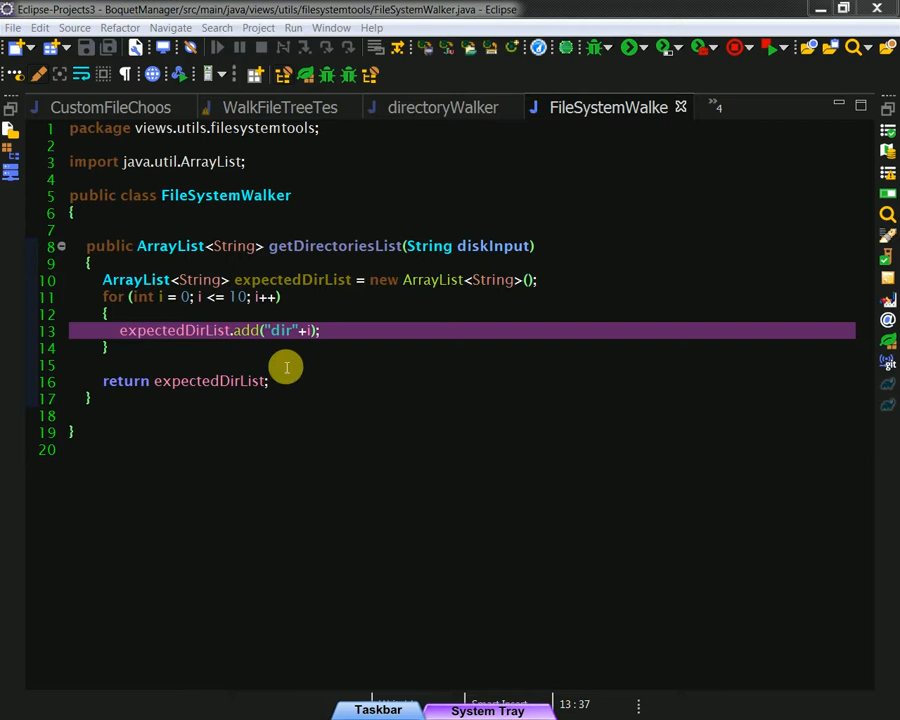 Eclipse-Projects3 - BoquetManager/src/main/java/views/utils/filesystemtools/FileSystemWalker.java - Eclipse
File Edit Source Refactor Navigate Search Project Run Window Help
CustomFileChoos WalkFileTreeTes directoryWalker FileSystemWalke 4
1 package views.utils.filesystemtools;
2
3 import java.util.ArrayList;
4
5 public class FileSystemWalker
6 {
7
8 public ArrayList<String> getDirectoriesList(String diskInput)
9 {
10 ArrayList<String> expectedDirList = new ArrayList<String>();
11 for (int i = 0; i <= 10; i++)
12 {
13 expectedDirList.add("dir"+i);
14 }
15
16 return expectedDirList;
17 }
18
19 }
20
13:37
Taskbar System Tray